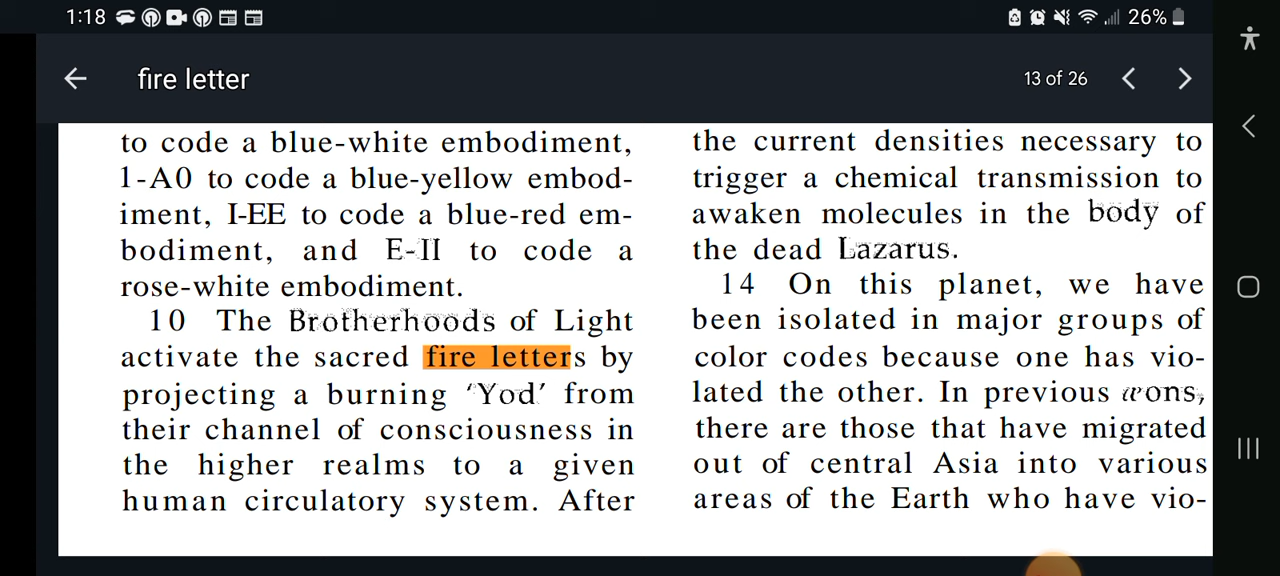 1:18
26%
fire letter
13 of 26
to code a blue-white embodiment,
1-A0 to code a blue-yellow embod-
iment, I-EE to code a blue-red em-
bodiment, and E-II to code a
rose-white embodiment.
10 The Brotherhoods of Light
activate the sacred fire letters by
projecting a burning ‘Yod’ from
their channel of consciousness in
the higher realms to a given
human circulatory system. After
the current densities necessary to
trigger a chemical transmission to
awaken molecules in the body of
the dead Lazarus.
14 On this planet, we have
been isolated in major groups of
color codes because one has vio-
lated the other. In previous æons,
there are those that have migrated
out of central Asia into various
areas of the Earth who have vio-